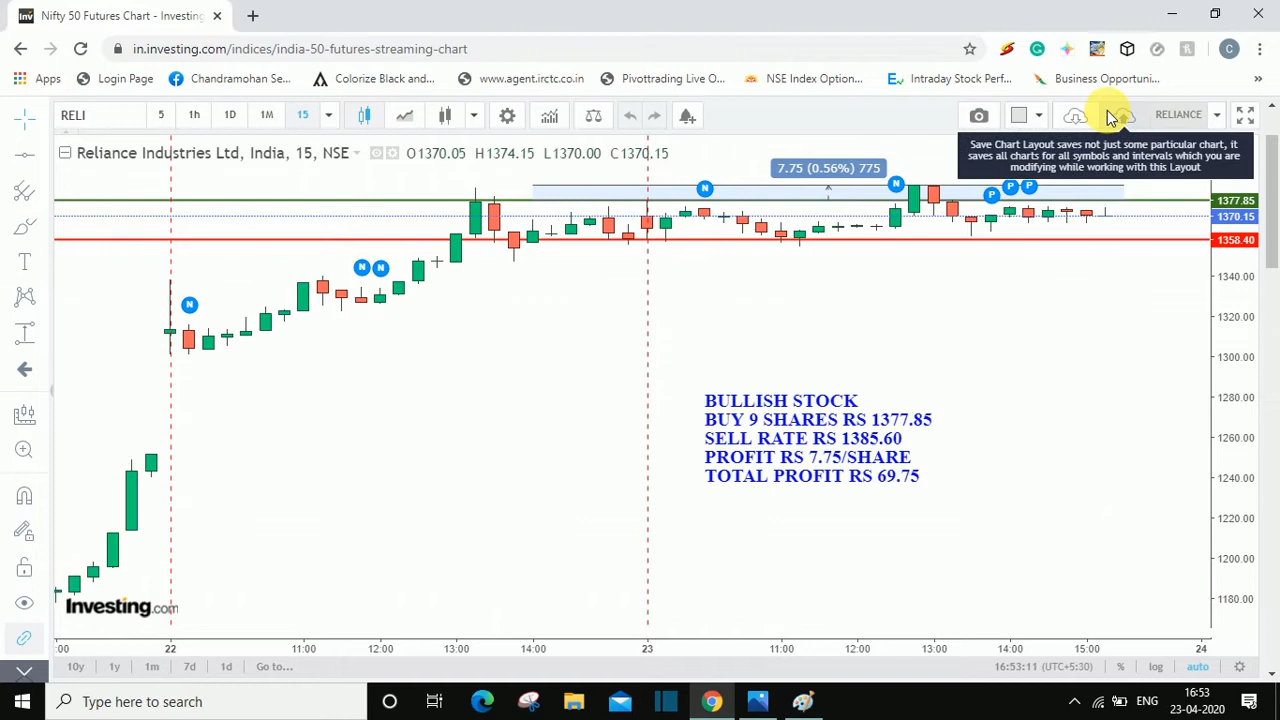 Nifty 50 Futures Chart - Investing
in.investing.com/indices/india-50-futures-streaming-chart
C
Apps Login Page Chandramohan Se... Colorize Black and... www.agent.irctc.co.in Pivottrading Live O... NSE Index Option... Intraday Stock Perf... Business Opportuni... »
RELI 5 1h 1D 1M 15 RELIANCE
Save Chart Layout saves not just some particular chart, it
saves all charts for all symbols and intervals which you are
modifying while working with this Layout
Reliance Industries Ltd, India, 15, NSE O1370.05 H1374.15 L1370.00 C1370.15
7.75 (0.56%) 775
N N P P P
1377.85
1370.15
1358.40
N N
N
1340.00
1320.00
1300.00
1280.00
1260.00
1240.00
1220.00
1200.00
1180.00
BULLISH STOCK
BUY 9 SHARES RS 1377.85
SELL RATE RS 1385.60
PROFIT RS 7.75/SHARE
TOTAL PROFIT RS 69.75
Investing.com
:00 22 11:00 12:00 13:00 14:00 23 11:00 12:00 13:00 14:00 15:00 24
10y 1y 1m 7d 1d Go to... 16:53:11 (UTC+5:30) % log auto
Type here to search
ENG
16:53
23-04-2020